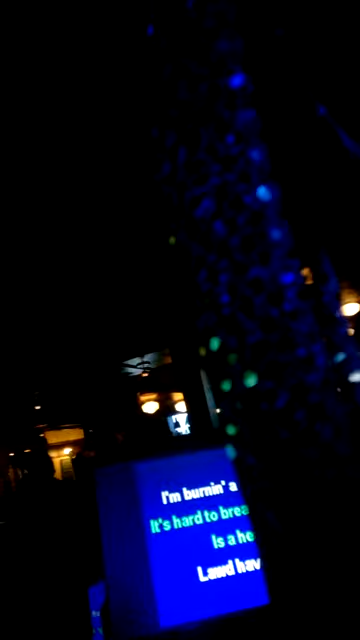 I'm burnin' a
It's hard to brea
Is a he
Lawd hav